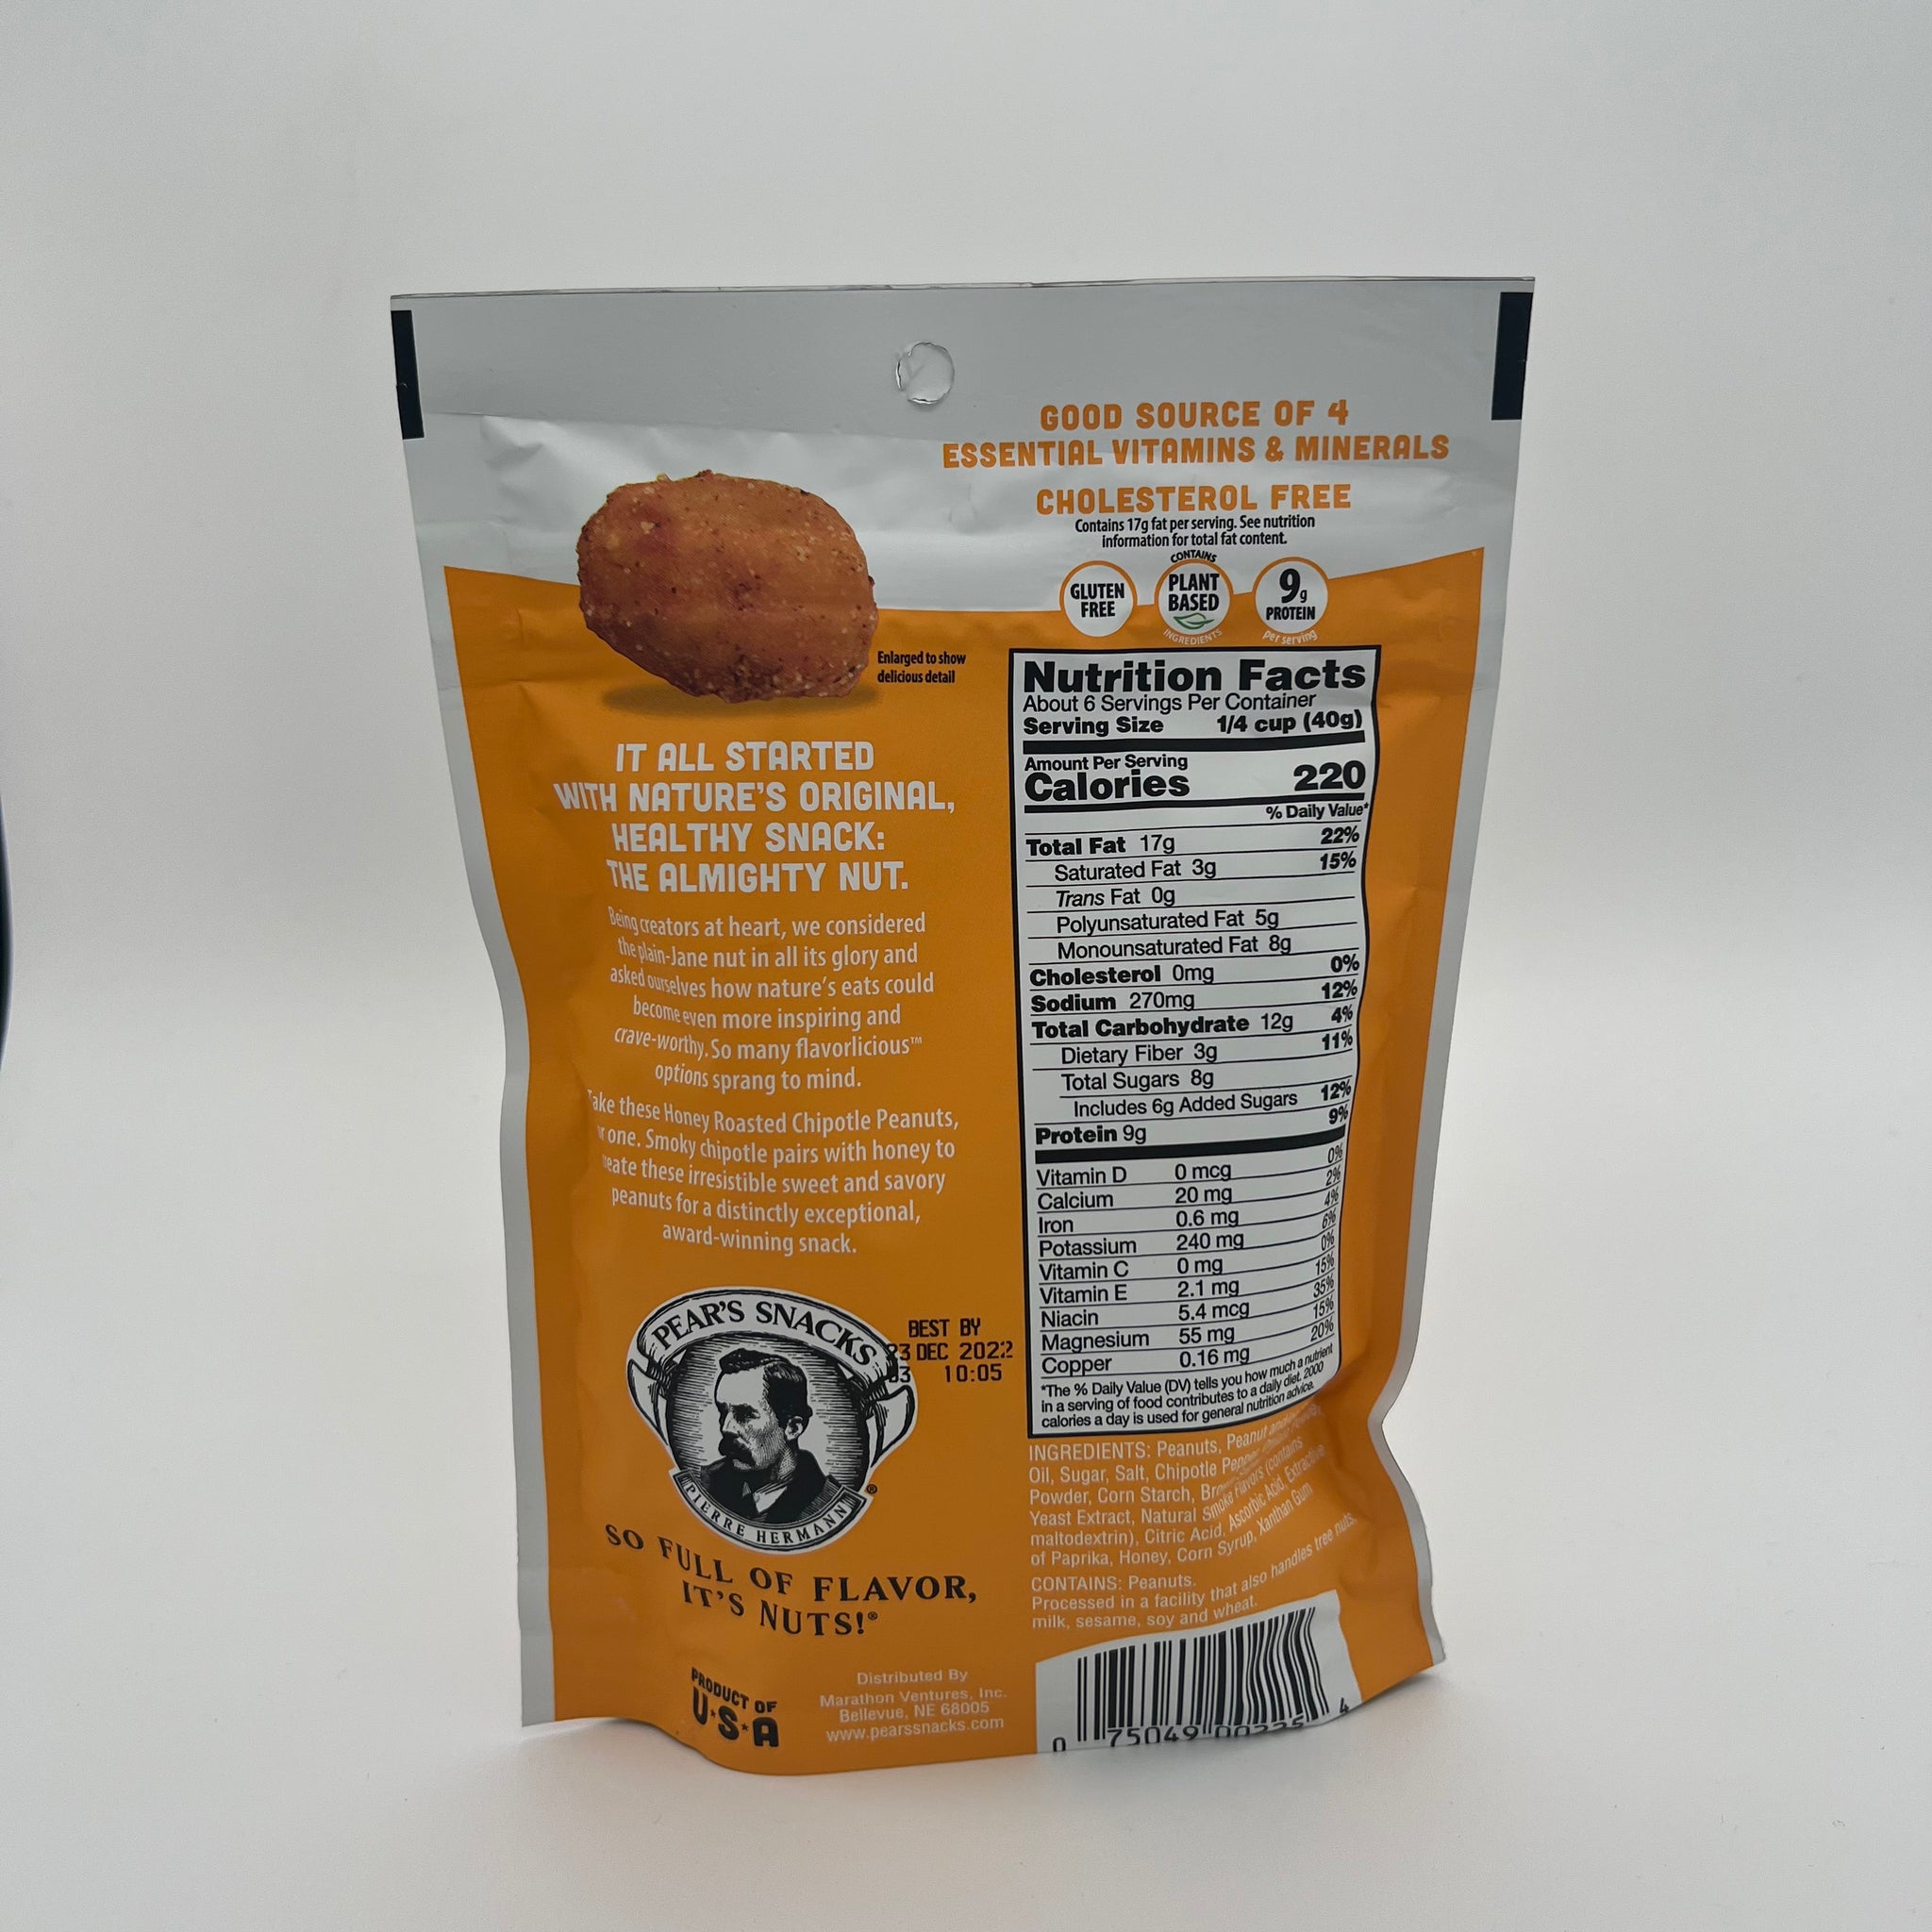 GOOD SOURCE OF 4
ESSENTIAL VITAMINS & MINERALS
CHOLESTEROL FREE
Contains 17g fat per serving. See nutrition
information for total fat content.
GLUTEN
FREE
CONTAINS
PLANT
BASED
INGREDIENTS
9g
PROTEIN
per serving
Enlarged to show
delicious detail
IT ALL STARTED
WITH NATURE'S ORIGINAL,
HEALTHY SNACK:
THE ALMIGHTY NUT.
Being creators at heart, we considered
the plain-Jane nut in all its glory and
asked ourselves how nature's eats could
become even more inspiring and
crave-worthy. So many flavorlicious™
options sprang to mind.
Take these Honey Roasted Chipotle Peanuts,
one. Smoky chipotle pairs with honey to
these irresistible sweet and savory
peanuts for a distinctly exceptional,
award-winning snack.
PEAR'S SNACKS
PIERRE HERMANN®
SO FULL OF FLAVOR,
IT'S NUTS!®
BEST BY
23 DEC 2022
03 10:05
PRODUCT OF
U*S*A
Distributed By
Marathon Ventures, Inc.
Bellevue, NE 68005
www.pearssnacks.com
Nutrition Facts
About 6 Servings Per Container
Serving Size 1/4 cup (40g)
Amount Per Serving
Calories 220
% Daily Value*
Total Fat 17g 22%
Saturated Fat 3g 15%
Trans Fat 0g
Polyunsaturated Fat 5g
Monounsaturated Fat 8g
Cholesterol 0mg 0%
Sodium 270mg 12%
Total Carbohydrate 12g 4%
Dietary Fiber 3g 11%
Total Sugars 8g
Includes 6g Added Sugars 12%
Protein 9g 9%
Vitamin D 0 mcg 0%
Calcium 20 mg 2%
Iron 0.6 mg 4%
Potassium 240 mg 6%
Vitamin C 0 mg 0%
Vitamin E 2.1 mg 15%
Niacin 5.4 mcg 35%
Magnesium 55 mg 15%
Copper 0.16 mg 20%
*The % Daily Value (DV) tells you how much a nutrient
in a serving of food contributes to a daily diet. 2000
calories a day is used for general nutrition advice.
INGREDIENTS: Peanuts, Peanut
Oil, Sugar, Salt, Chipotle Pepper
Powder, Corn Starch,
Yeast Extract, Natural Smoke Flavors (contains
maltodextrin), Citric Acid, Ascorbic Acid, Extractive
of Paprika, Honey, Corn Syrup, Xanthan Gum
CONTAINS: Peanuts.
Processed in a facility that also handles tree nuts,
milk, sesame, soy and wheat.
0 75049 00225 4